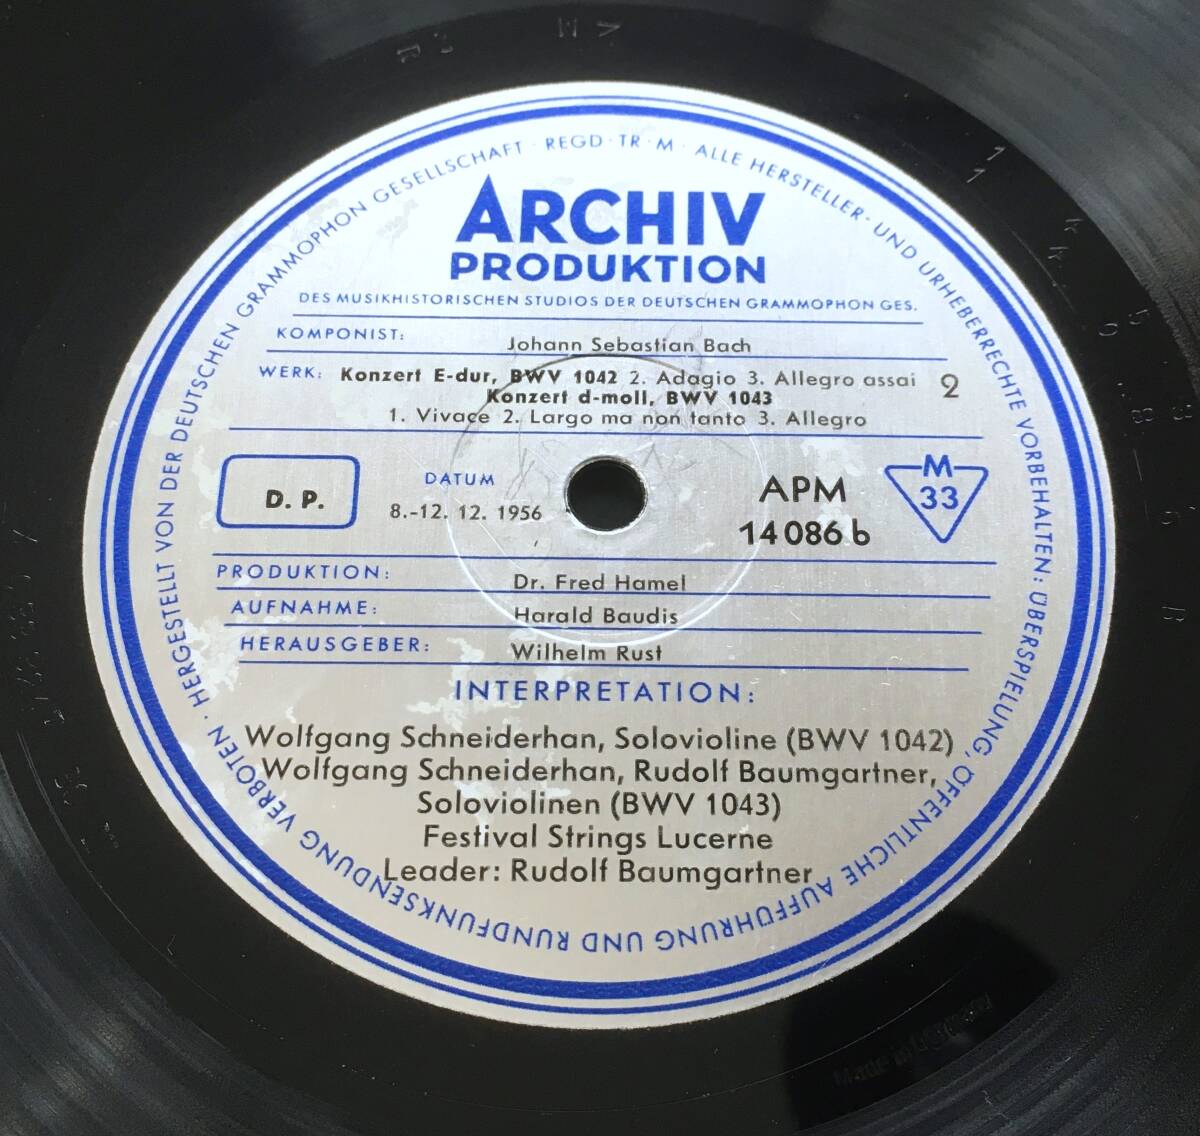 HERGESTELLT VON DER DEUTSCHEN GRAMMOPHON GESELLSCHAFT · REGD · TR · M · ALLE HERSTELLER- UND URHEBERRECHTE VORBEHALTEN: ÜBERSPIELUNG, ÖFFENTLICHE AUFFÜHRUNG UND RUNDFUNKSENDUNG VERBOTEN ·
ARCHIV
PRODUKTION
DES MUSIKHISTORISCHEN STUDIOS DER DEUTSCHEN GRAMMOPHON GES.
KOMPONIST: Johann Sebastian Bach
WERK: Konzert E-dur, BWV 1042 2. Adagio 3. Allegro assai 2
Konzert d-moll, BWV 1043
1. Vivace 2. Largo ma non tanto 3. Allegro
D. P.
DATUM
8.-12. 12. 1956
APM
14 086 b
M
33
PRODUKTION: Dr. Fred Hamel
AUFNAHME: Harald Baudis
HERAUSGEBER: Wilhelm Rust
INTERPRETATION:
Wolfgang Schneiderhan, Solovioline (BWV 1042)
Wolfgang Schneiderhan, Rudolf Baumgartner,
Soloviolinen (BWV 1043)
Festival Strings Lucerne
Leader: Rudolf Baumgartner
Made in